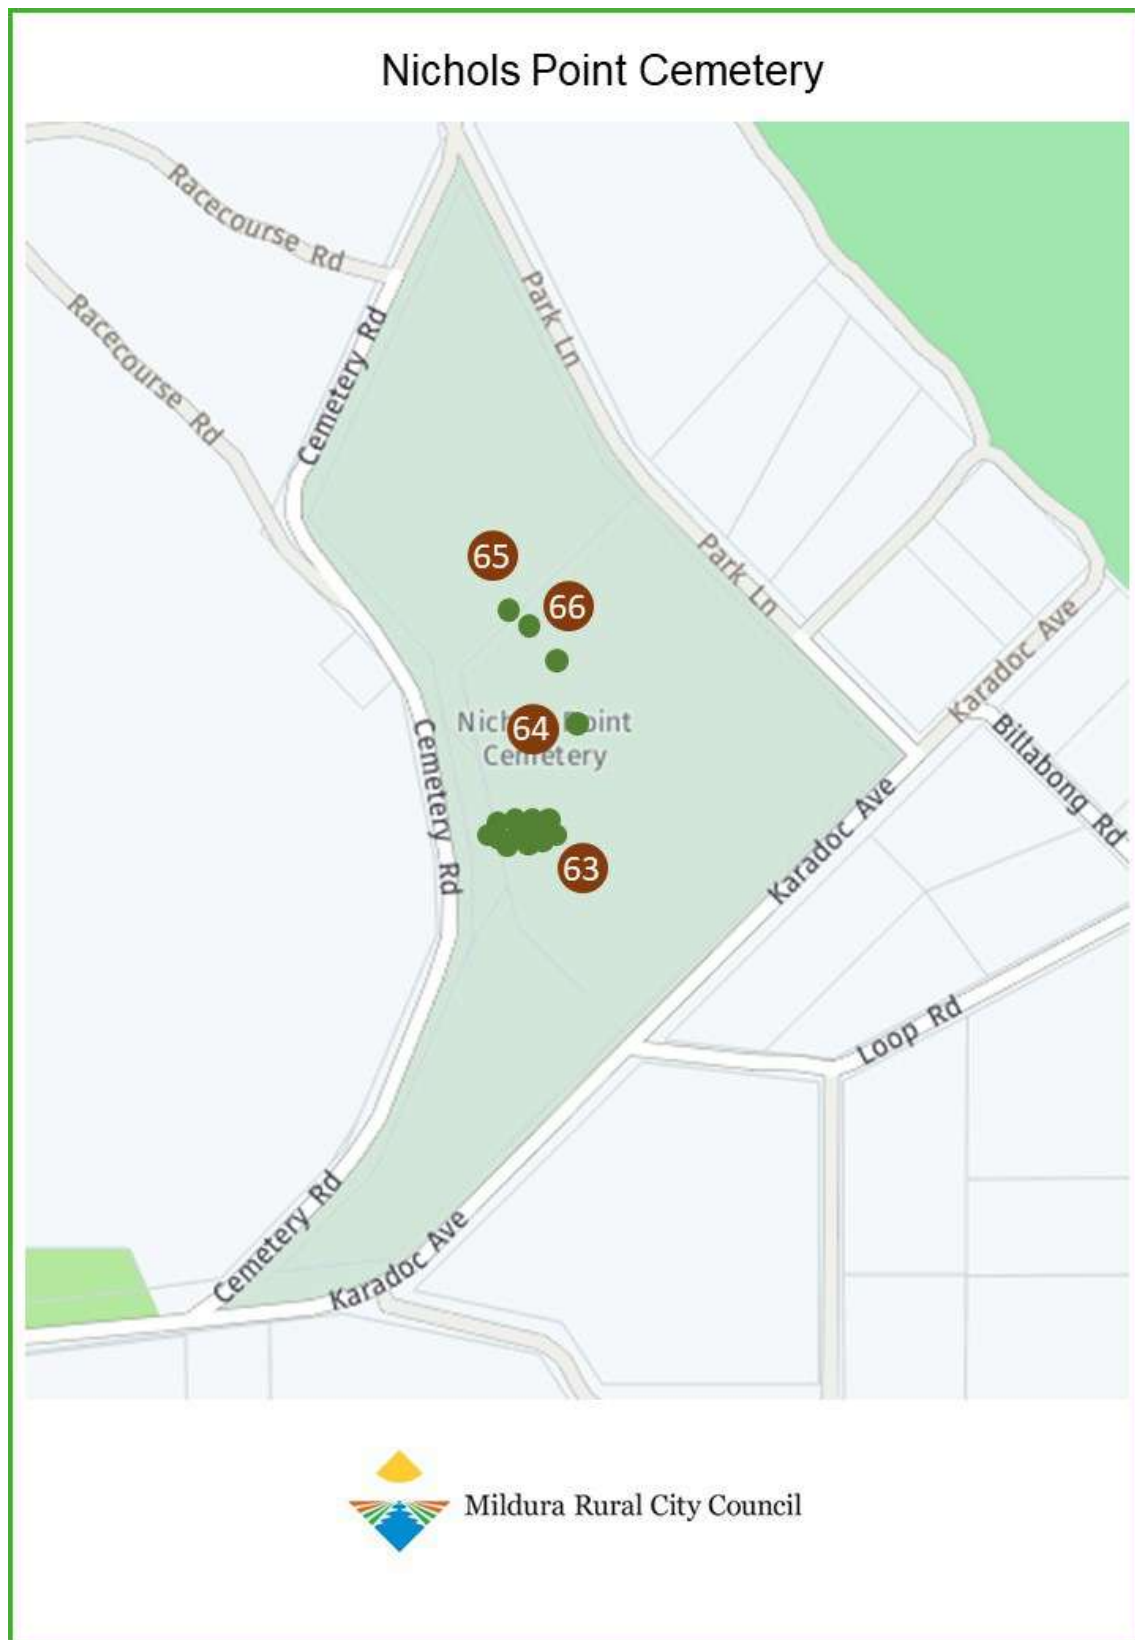 Nichols Point Cemetery
Racecourse Rd
Racecourse Rd
Cemetery Rd
Park Ln
65
66
Park Ln
Karadoc Ave
64
Point
Cemetery
Billabong Rd
Cemetery Rd
Karadoc Ave
63
Loop Rd
Cemetery Rd
Karadoc Ave
Mildura Rural City Council